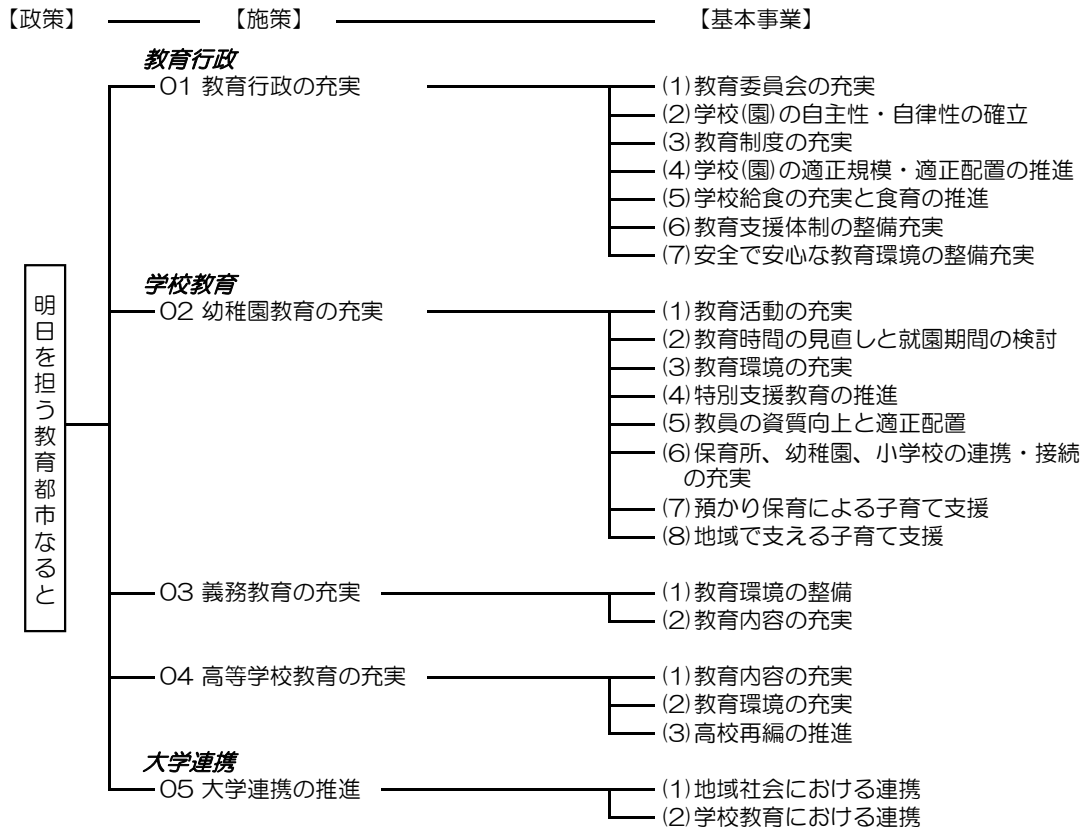 【政策】 【施策】 【基本事業】
教育行政
01 教育行政の充実
(1)教育委員会の充実
(2)学校(園)の自主性・自律性の確立
(3)教育制度の充実
(4)学校(園)の適正規模・適正配置の推進
(5)学校給食の充実と食育の推進
(6)教育支援体制の整備充実
(7)安全で安心な教育環境の整備充実
明日を担う教育都市なると
学校教育
02 幼稚園教育の充実
(1)教育活動の充実
(2)教育時間の見直しと就園期間の検討
(3)教育環境の充実
(4)特別支援教育の推進
(5)教員の資質向上と適正配置
(6)保育所、幼稚園、小学校の連携・接続
の充実
(7)預かり保育による子育て支援
(8)地域で支える子育て支援
03 義務教育の充実
(1)教育環境の整備
(2)教育内容の充実
04 高等学校教育の充実
(1)教育内容の充実
(2)教育環境の充実
(3)高校再編の推進
大学連携
05 大学連携の推進
(1)地域社会における連携
(2)学校教育における連携